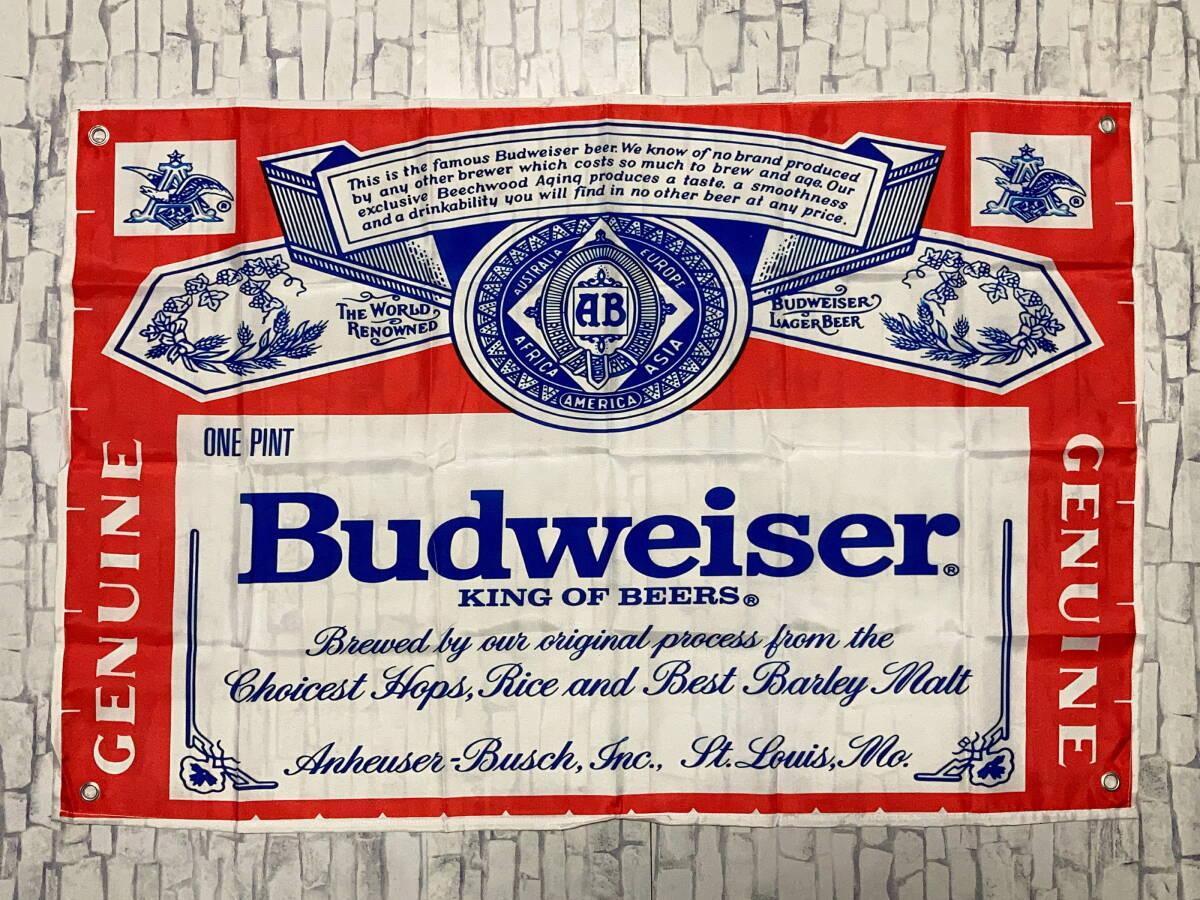 This is the famous Budweiser beer. We know of no brand produced
by any other brewer which costs so much to brew and age. Our
exclusive Beechwood Aging produces a taste, a smoothness
and a drinkability you will find in no other beer at any price.
®
®
AUSTRALIA
EUROPE
THE WORLD
RENOWNED
AB
BUDWEISER
LAGER BEER
AFRICA
ASIA
AMERICA
ONE PINT
GENUINE
GENUINE
Budweiser®
KING OF BEERS®
Brewed by our original process from the
Choicest Hops, Rice and Best Barley Malt
Anheuser-Busch, Inc., St. Louis, Mo.